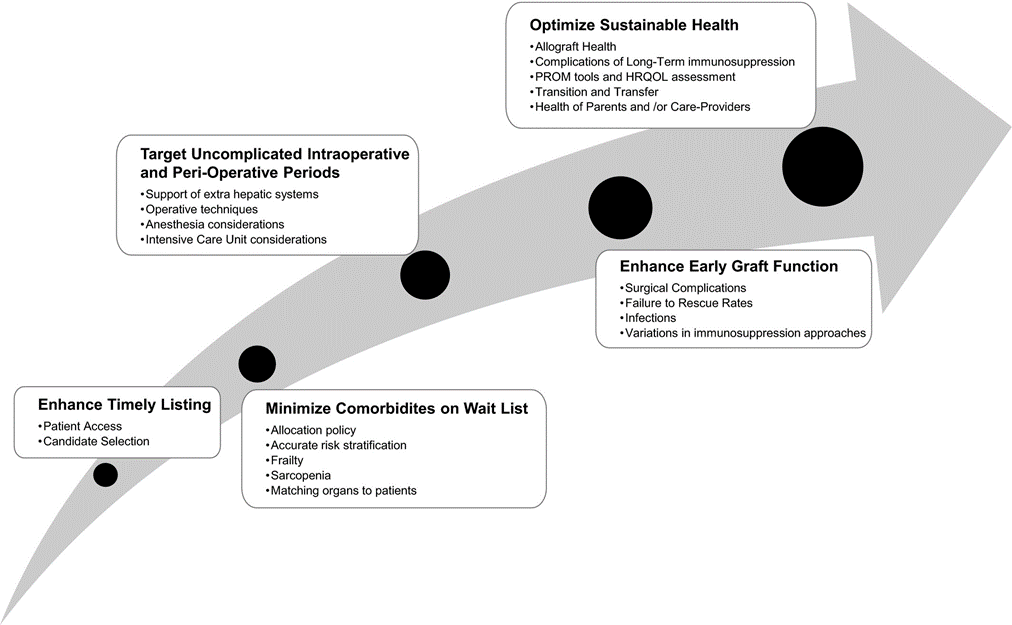 Optimize Sustainable Health
•Allograft Health
•Complications of Long-Term immunosuppression
•PROM tools and HRQOL assessment
•Transition and Transfer
•Health of Parents and /or Care-Providers
Target Uncomplicated Intraoperative
and Peri-Operative Periods
•Support of extra hepatic systems
•Operative techniques
•Anesthesia considerations
•Intensive Care Unit considerations
Enhance Early Graft Function
•Surgical Complications
•Failure to Rescue Rates
•Infections
•Variations in immunosuppression approaches
Enhance Timely Listing
•Patient Access
•Candidate Selection
Minimize Comorbidites on Wait List
•Allocation policy
•Accurate risk stratification
•Frailty
•Sarcopenia
•Matching organs to patients